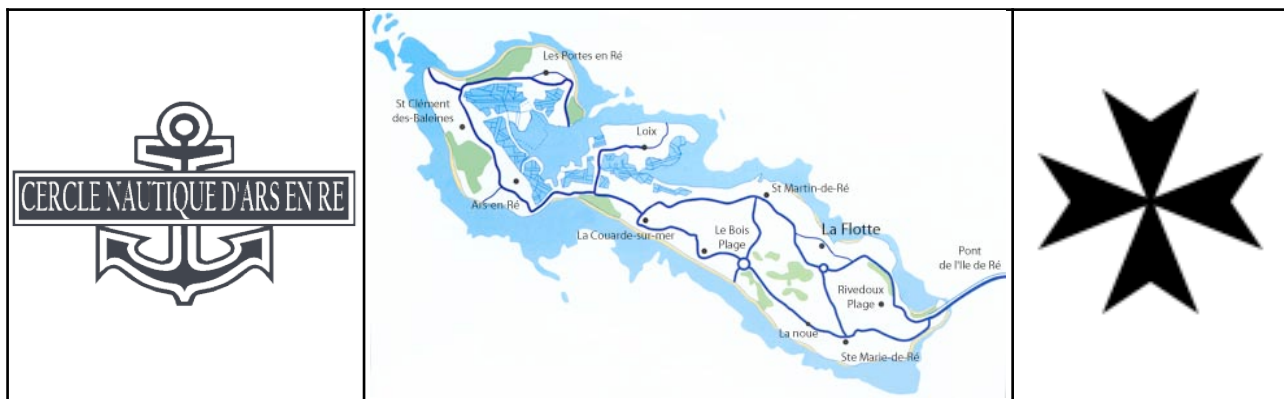 CERCLE NAUTIQUE D'ARS EN RE
Les Portes en Ré
St Clément
des-Baleines
Loix
Ars-en-Ré
St Martin-de-Ré
La Couarde-sur-mer
Le Bois
Plage
La Flotte
Pont
de l'Ile de Ré
Rivedoux
Plage
La noue
Ste Marie-de-Ré